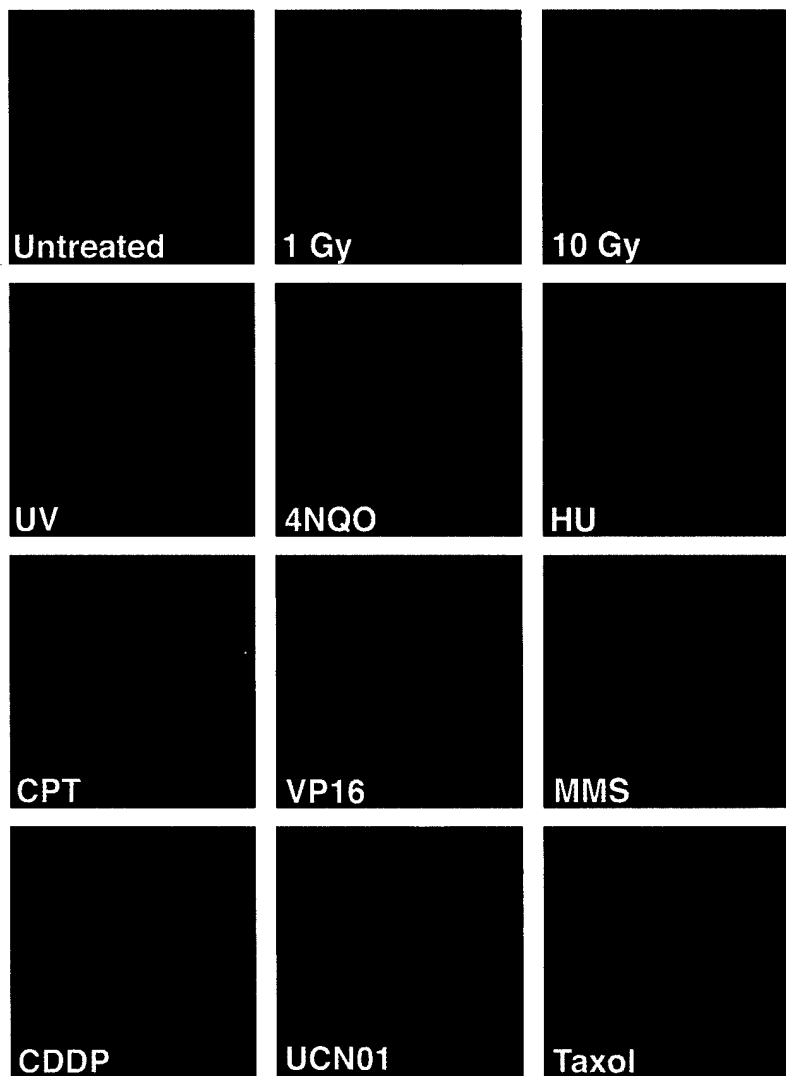 Untreated
1 Gy
10 Gy
UV
4NQO
HU
CPT
VP16
MMS
CDDP
UCN01
Taxol